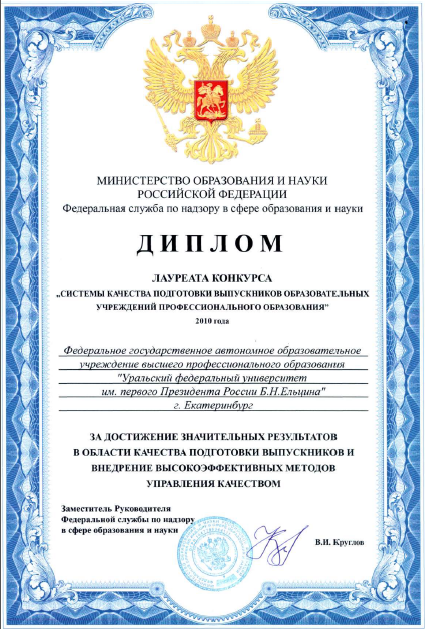 МИНИСТЕРСТВО ОБРАЗОВАНИЯ И НАУКИ
РОССИЙСКОЙ ФЕДЕРАЦИИ
Федеральная служба по надзору в сфере образования и науки
ДИПЛОМ
ЛАУРЕАТА КОНКУРСА
„СИСТЕМЫ КАЧЕСТВА ПОДГОТОВКИ ВЫПУСКНИКОВ ОБРАЗОВАТЕЛЬНЫХ
УЧРЕЖДЕНИЙ ПРОФЕССИОНАЛЬНОГО ОБРАЗОВАНИЯ"
2010 года
Федеральное государственное автономное образовательное
учреждение высшего профессионального образования
"Уральский федеральный университет
им. первого Президента России Б.Н.Ельцина"
г. Екатеринбург
ЗА ДОСТИЖЕНИЕ ЗНАЧИТЕЛЬНЫХ РЕЗУЛЬТАТОВ
В ОБЛАСТИ КАЧЕСТВА ПОДГОТОВКИ ВЫПУСКНИКОВ И
ВНЕДРЕНИЕ ВЫСОКОЭФФЕКТИВНЫХ МЕТОДОВ
УПРАВЛЕНИЯ КАЧЕСТВОМ
Заместитель Руководителя
Федеральной службы по надзору
в сфере образования и науки
В.И. Круглов